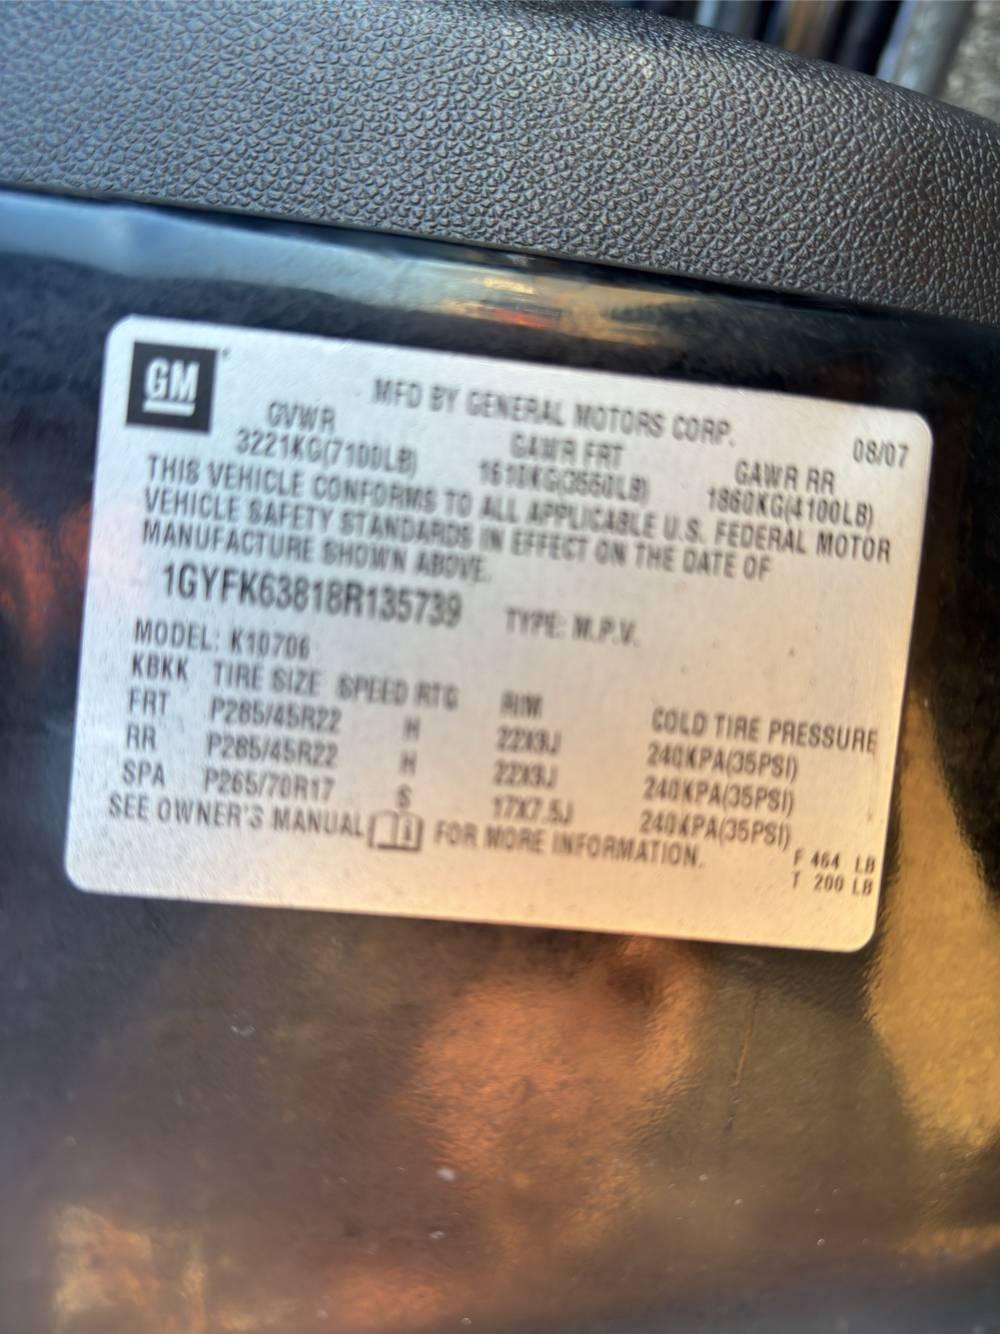 GM
MFD BY GENERAL MOTORS CORP.
08/07
GVWR GAWR FRT GAWR RR
3221KG(7100LB) 1610KG(3550LB) 1860KG(4100LB)
THIS VEHICLE CONFORMS TO ALL APPLICABLE U.S. FEDERAL MOTOR
VEHICLE SAFETY STANDARDS IN EFFECT ON THE DATE OF
MANUFACTURE SHOWN ABOVE.
1GYFK63818R135739 TYPE: M.P.V.
MODEL: K10706
KBKK TIRE SIZE SPEED RTG RIM COLD TIRE PRESSURE
FRT P285/45R22 H 22X9J 240KPA(35PSI)
RR P285/45R22 H 22X9J 240KPA(35PSI)
SPA P265/70R17 S 17X7.5J 240KPA(35PSI)
SEE OWNER'S MANUAL FOR MORE INFORMATION.
F 464 LB
T 200 LB